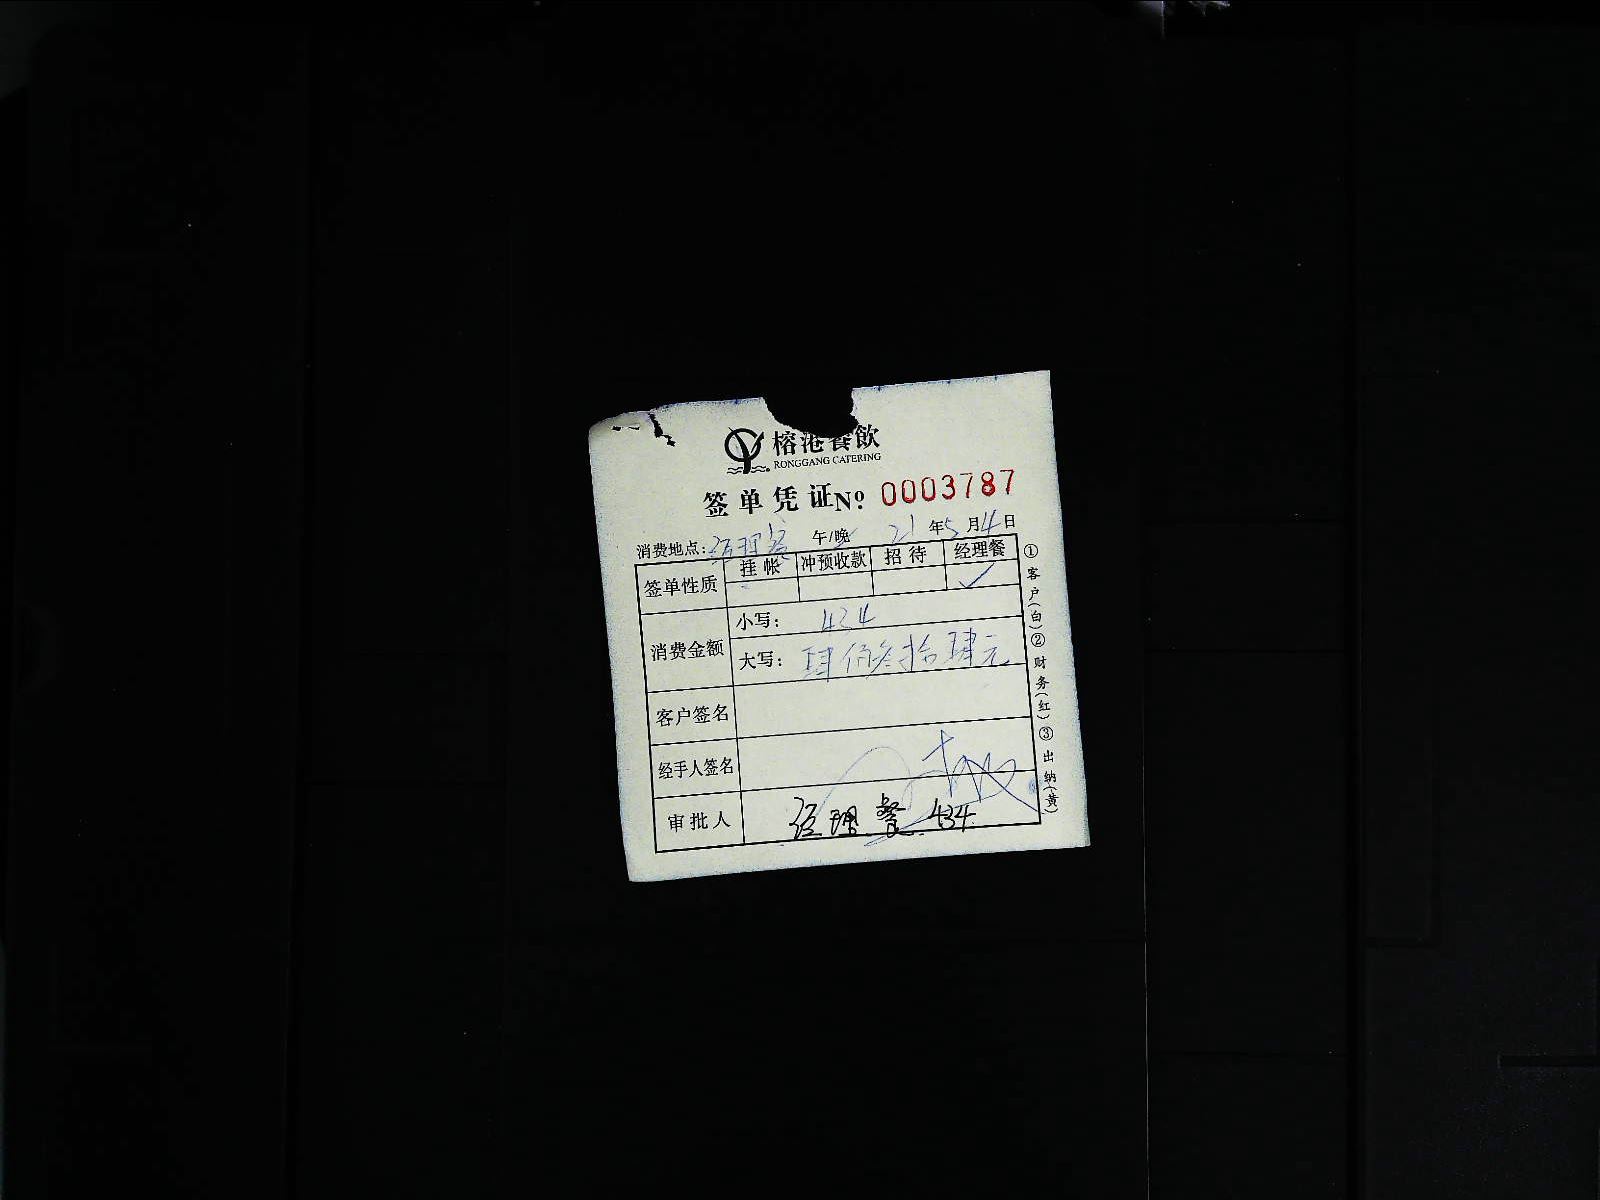 榕港餐飲
RONGGANG CATERING
签单凭证 Nº 0003787
消费地点：经理餐 午/晚 21年5月4日
签单性质 挂帐 冲预收款 招待 经理餐
✓
消费金额 小写： 434
大写： 肆佰叁拾肆元
客户签名
经手人签名
审批人 经理餐 434
①客户(白)②财务(红)③出纳(黄)